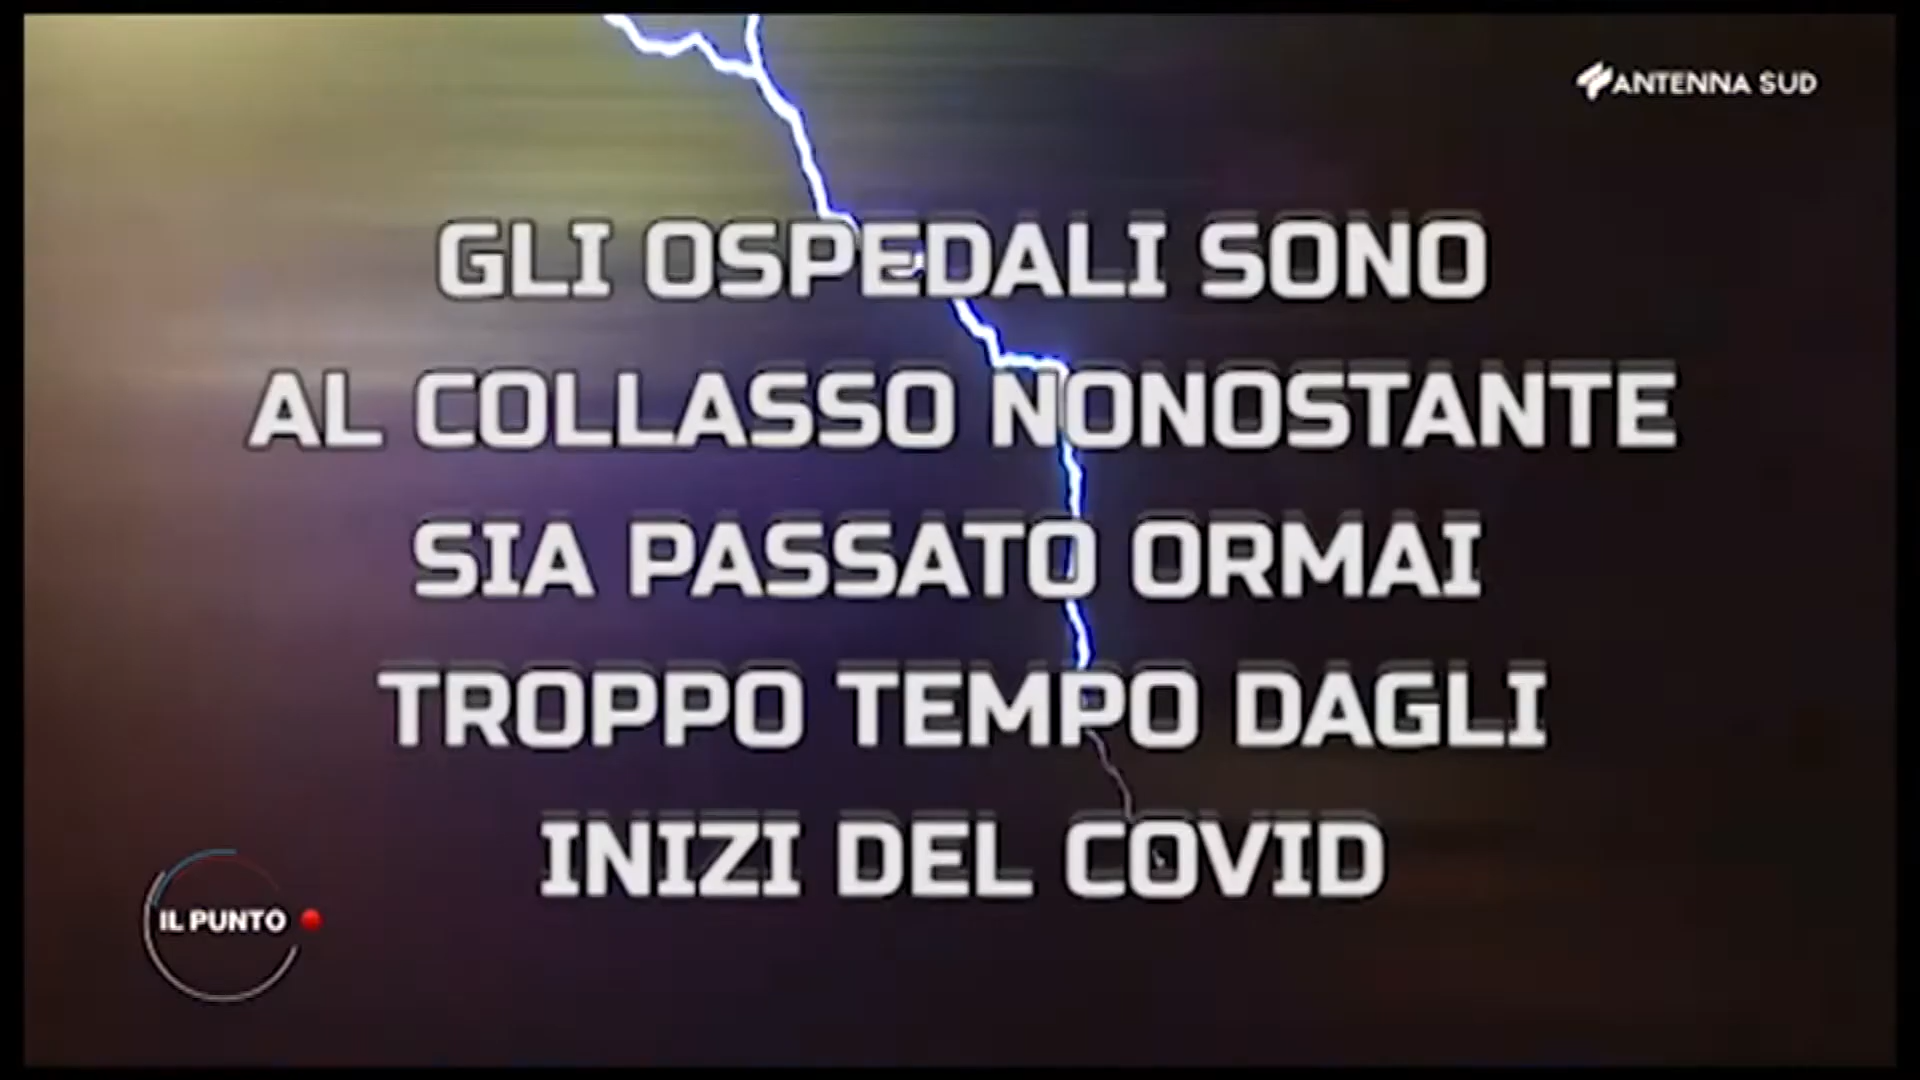 ANTENNA SUD
GLI OSPEDALI SONO
AL COLLASSO NONOSTANTE
SIA PASSATO ORMAI
TROPPO TEMPO DAGLI
INIZI DEL COVID
IL PUNTO